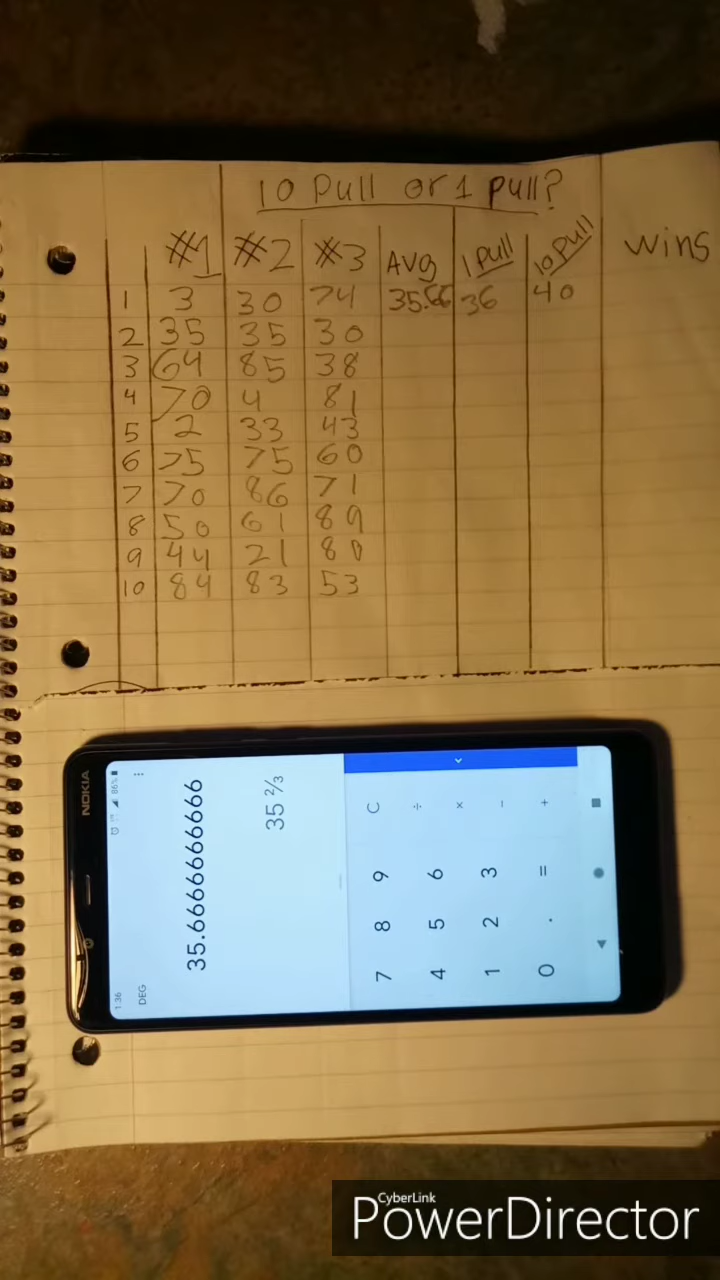 10 Pull or 1 pull?
#1 #2 #3 Avg 1 Pull 10 Pull wins
1 3 30 74 35.66 36 40
2 35 35 30
3 64 85 38
4 70 4 81
5 2 33 43
6 75 75 60
7 70 86 71
8 50 61 89
9 44 21 80
10 84 83 53
NOKIA
1:36 86%
DEG
35.66666666666
35 ⅔
7 8 9 C
÷
4 5 6 ×
1 2 3 −
0 . = +
CyberLink
PowerDirector